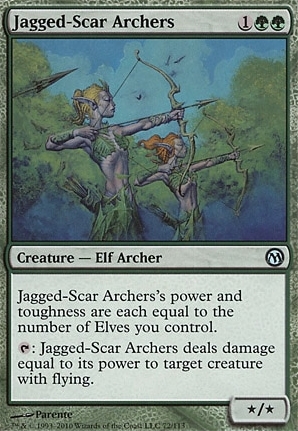 Jagged-Scar Archers 1
Creature — Elf Archer
Jagged-Scar Archers's power and
toughness are each equal to the
number of Elves you control.
: Jagged-Scar Archers deals damage
equal to its power to target creature
with flying.
Parente
™ & © 1993–2010 Wizards of the Coast LLC 72/113
*/*